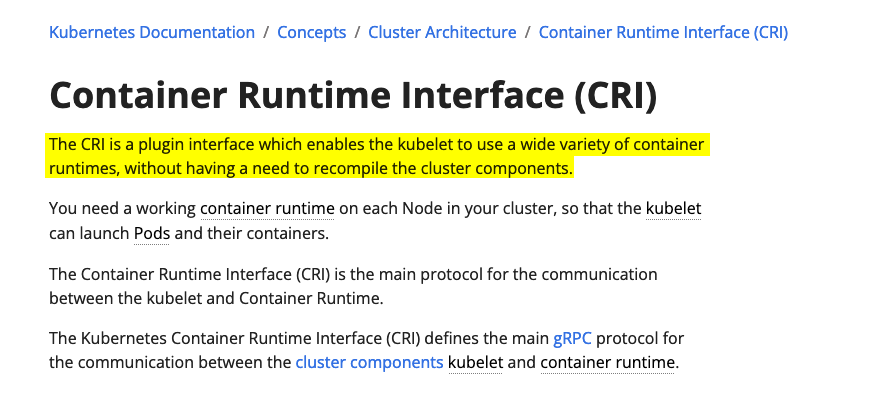 Kubernetes Documentation / Concepts / Cluster Architecture / Container Runtime Interface (CRI)
Container Runtime Interface (CRI)
The CRI is a plugin interface which enables the kubelet to use a wide variety of container
runtimes, without having a need to recompile the cluster components.
You need a working container runtime on each Node in your cluster, so that the kubelet
can launch Pods and their containers.
The Container Runtime Interface (CRI) is the main protocol for the communication
between the kubelet and Container Runtime.
The Kubernetes Container Runtime Interface (CRI) defines the main gRPC protocol for
the communication between the cluster components kubelet and container runtime.